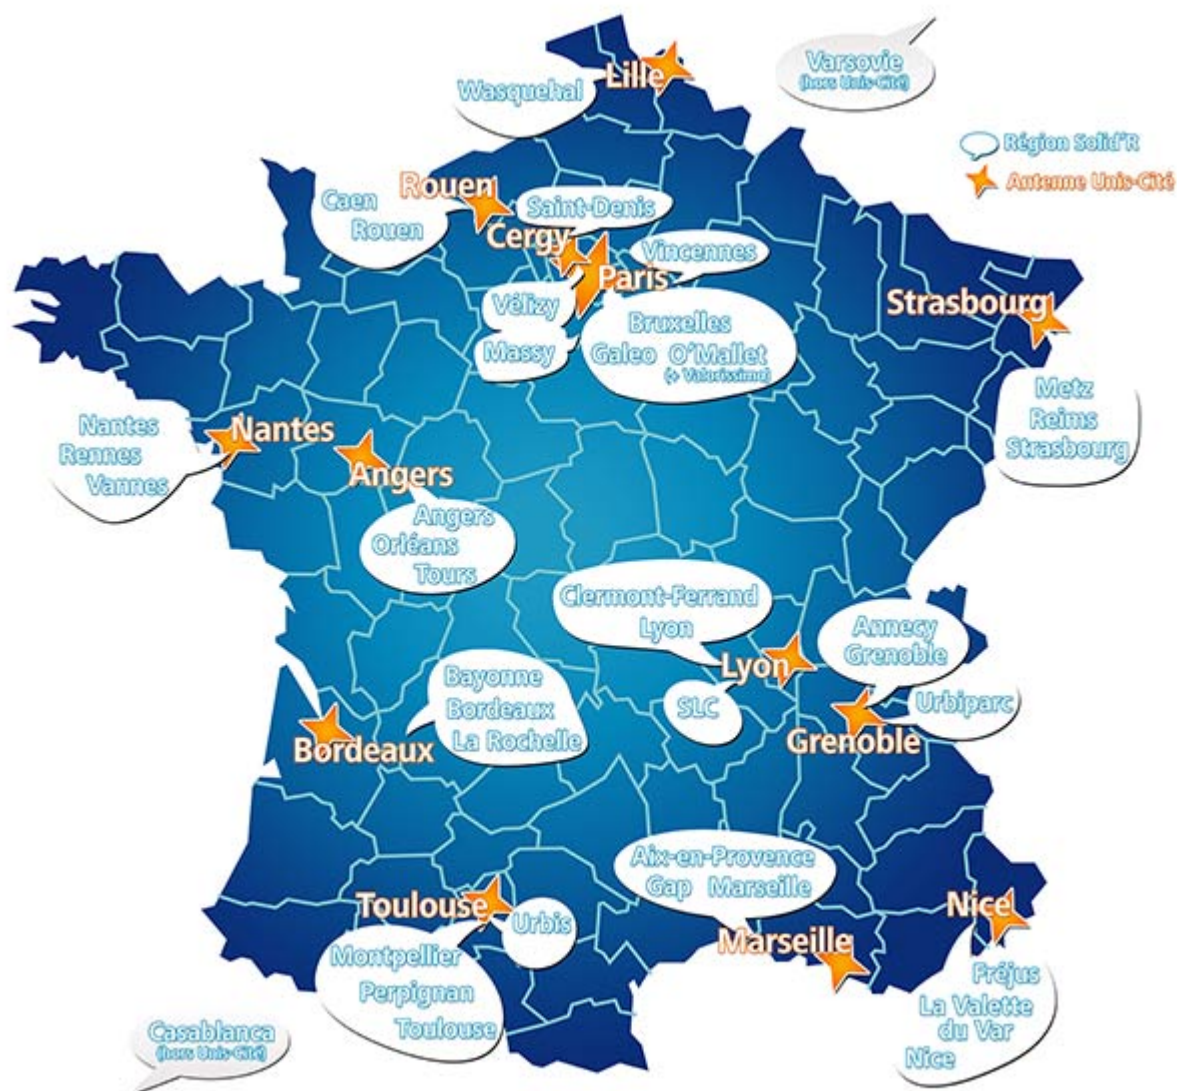 Varsovie
(hors Unis-Cité)
Lille
Wasquehal
Région Solid'R
Antenne Unis-Cité
Rouen
Caen
Rouen
Saint-Denis
Cergy
Vincennes
Paris
Vélizy
Massy
Bruxelles
Galeo O'Mallet
(+ Valorissimo)
Strasbourg
Metz
Reims
Strasbourg
Nantes
Nantes
Rennes
Vannes
Angers
Angers
Orléans
Tours
Clermont-Ferrand
Lyon
Lyon
SLC
Annecy
Grenoble
Urbiparc
Grenoble
Bayonne
Bordeaux
La Rochelle
Bordeaux
Aix-en-Provence
Gap Marseille
Marseille
Nice
Fréjus
La Valette
du Var
Nice
Toulouse
Urbis
Montpellier
Perpignan
Toulouse
Casablanca
(hors Unis-Cité)